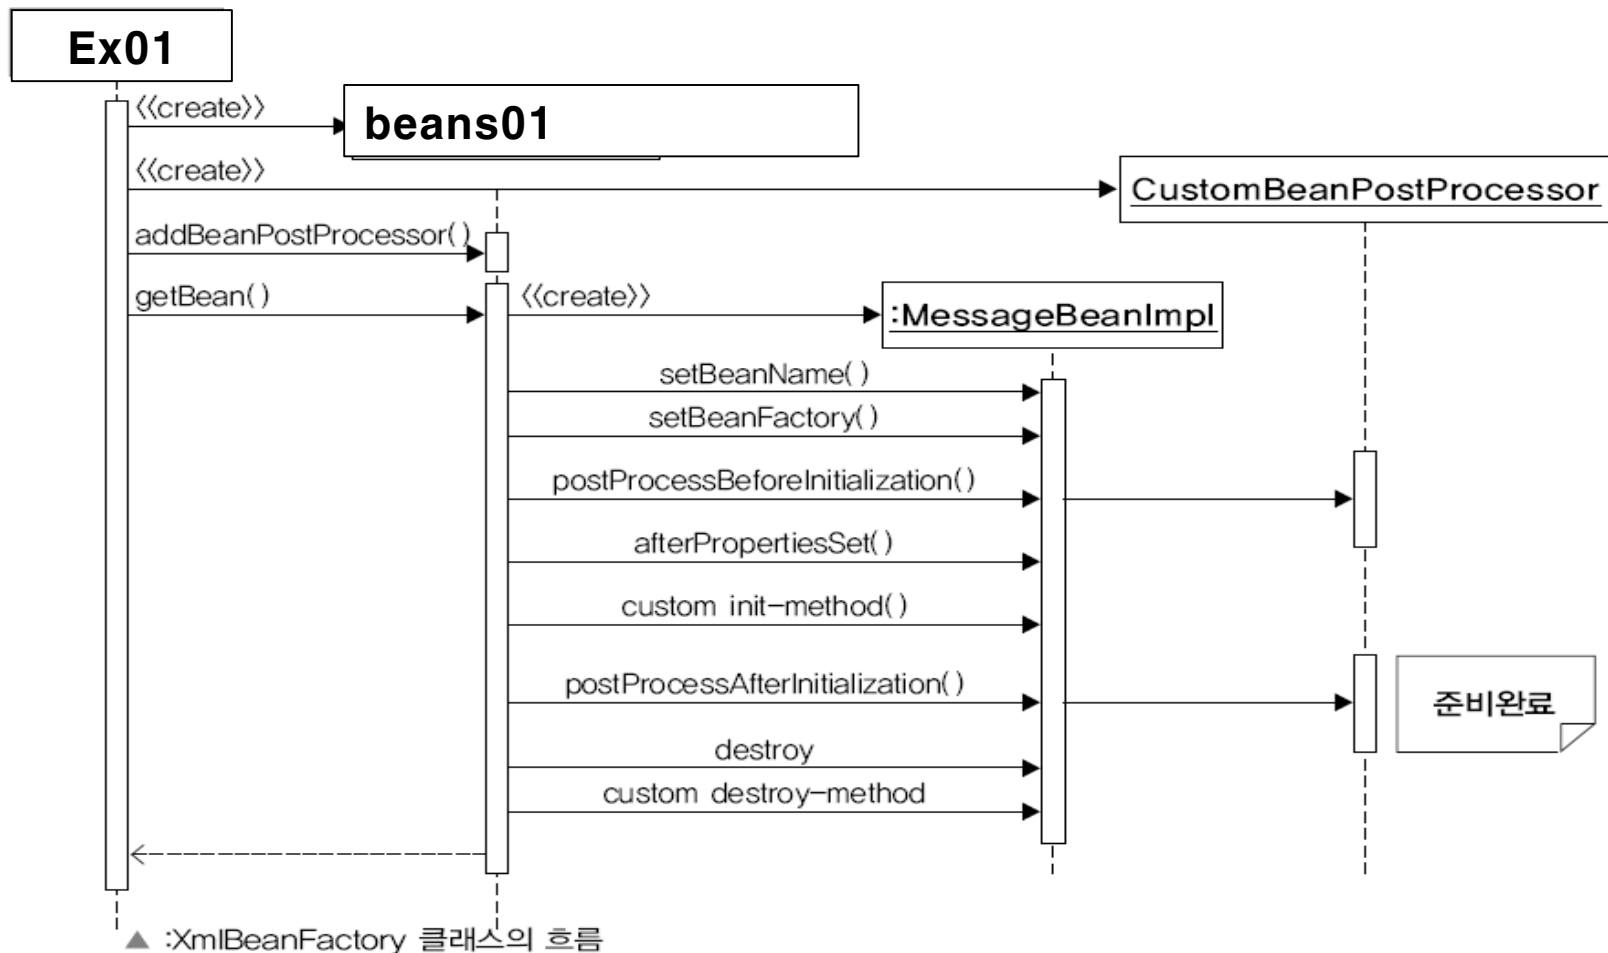 Ex01
《create》
beans01
《create》
CustomBeanPostProcessor
addBeanPostProcessor()
getBean()
《create》
:MessageBeanImpl
setBeanName()
setBeanFactory()
postProcessBeforeInitialization()
afterPropertiesSet()
custom init-method()
postProcessAfterInitialization()
준비완료
destroy
custom destroy-method
▲ :XmlBeanFactory 클래스의 흐름